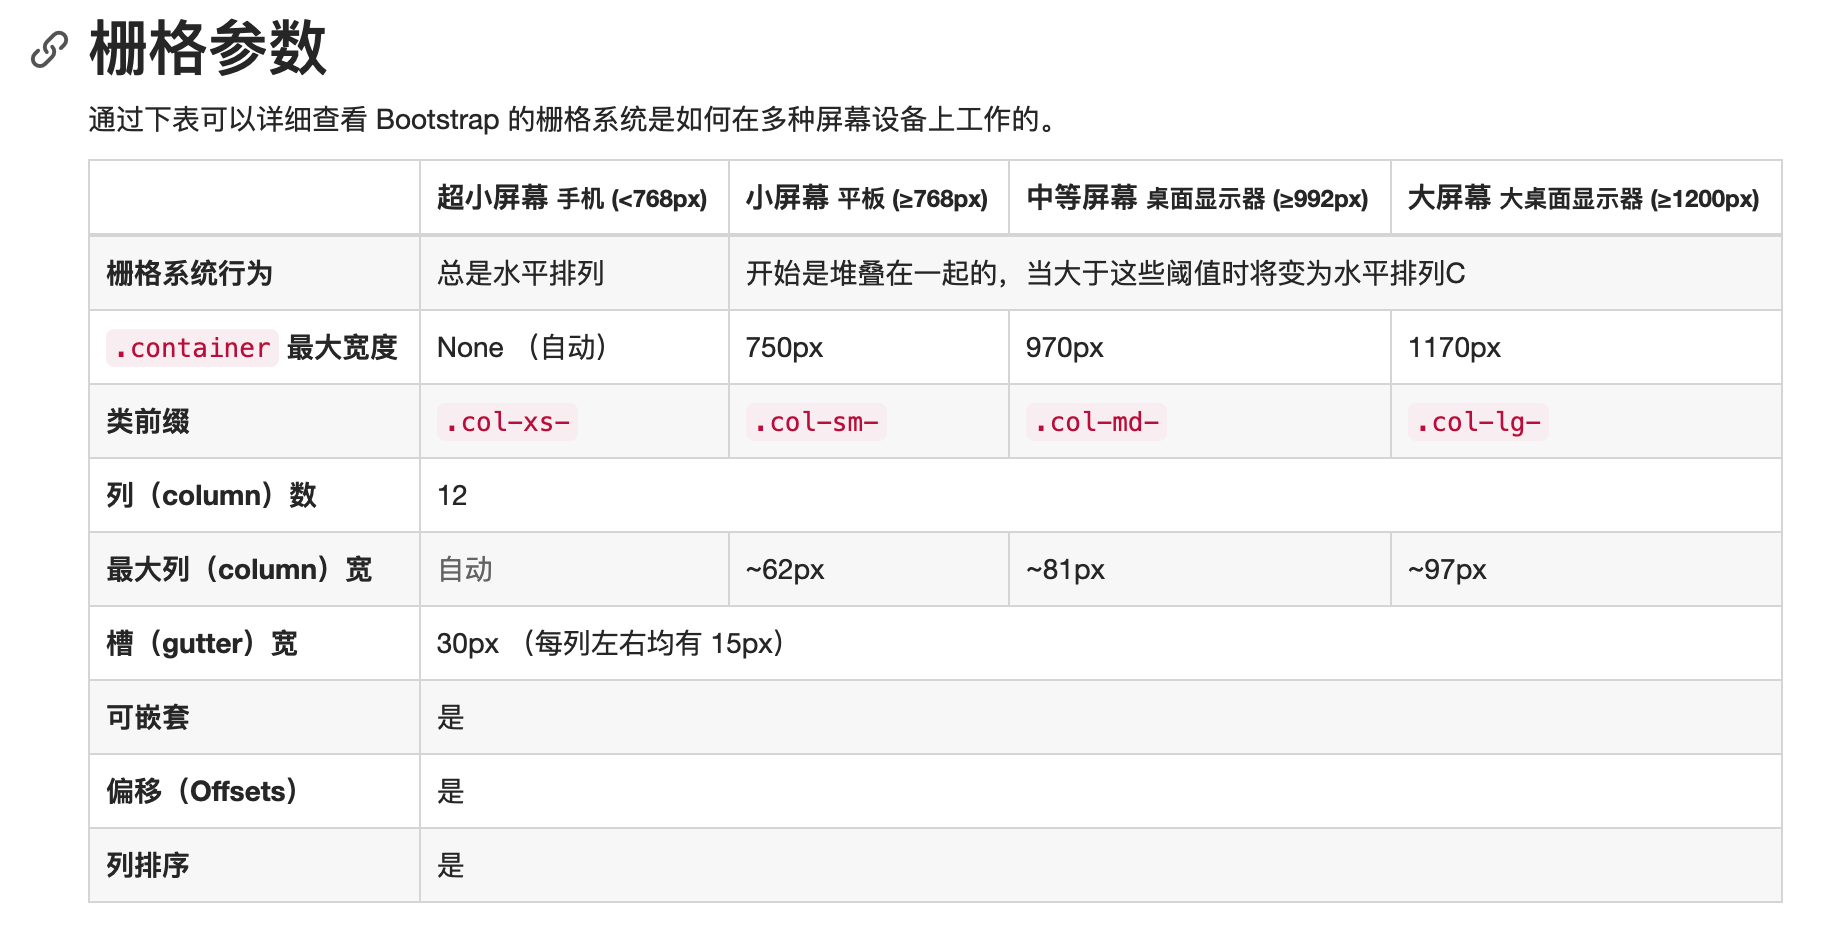 栅格参数
通过下表可以详细查看 Bootstrap 的栅格系统是如何在多种屏幕设备上工作的。
超小屏幕 手机 (<768px) 小屏幕 平板 (≥768px) 中等屏幕 桌面显示器 (≥992px) 大屏幕 大桌面显示器 (≥1200px)
栅格系统行为 总是水平排列 开始是堆叠在一起的，当大于这些阈值时将变为水平排列C
.container 最大宽度 None （自动） 750px 970px 1170px
类前缀 .col-xs- .col-sm- .col-md- .col-lg-
列（column）数 12
最大列（column）宽 自动 ~62px ~81px ~97px
槽（gutter）宽 30px （每列左右均有 15px）
可嵌套 是
偏移（Offsets） 是
列排序 是